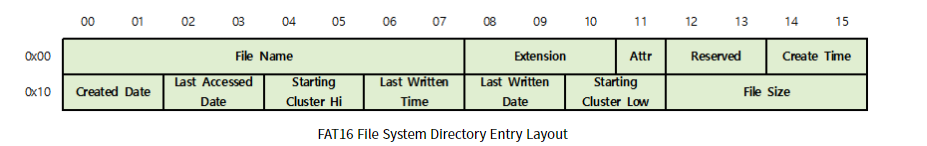 00 01 02 03 04 05 06 07 08 09 10 11 12 13 14 15
0x00 File Name Extension Attr Reserved Create Time
0x10 Created Date Last Accessed Date Starting Cluster Hi Last Written Time Last Written Date Starting Cluster Low File Size
FAT16 File System Directory Entry Layout